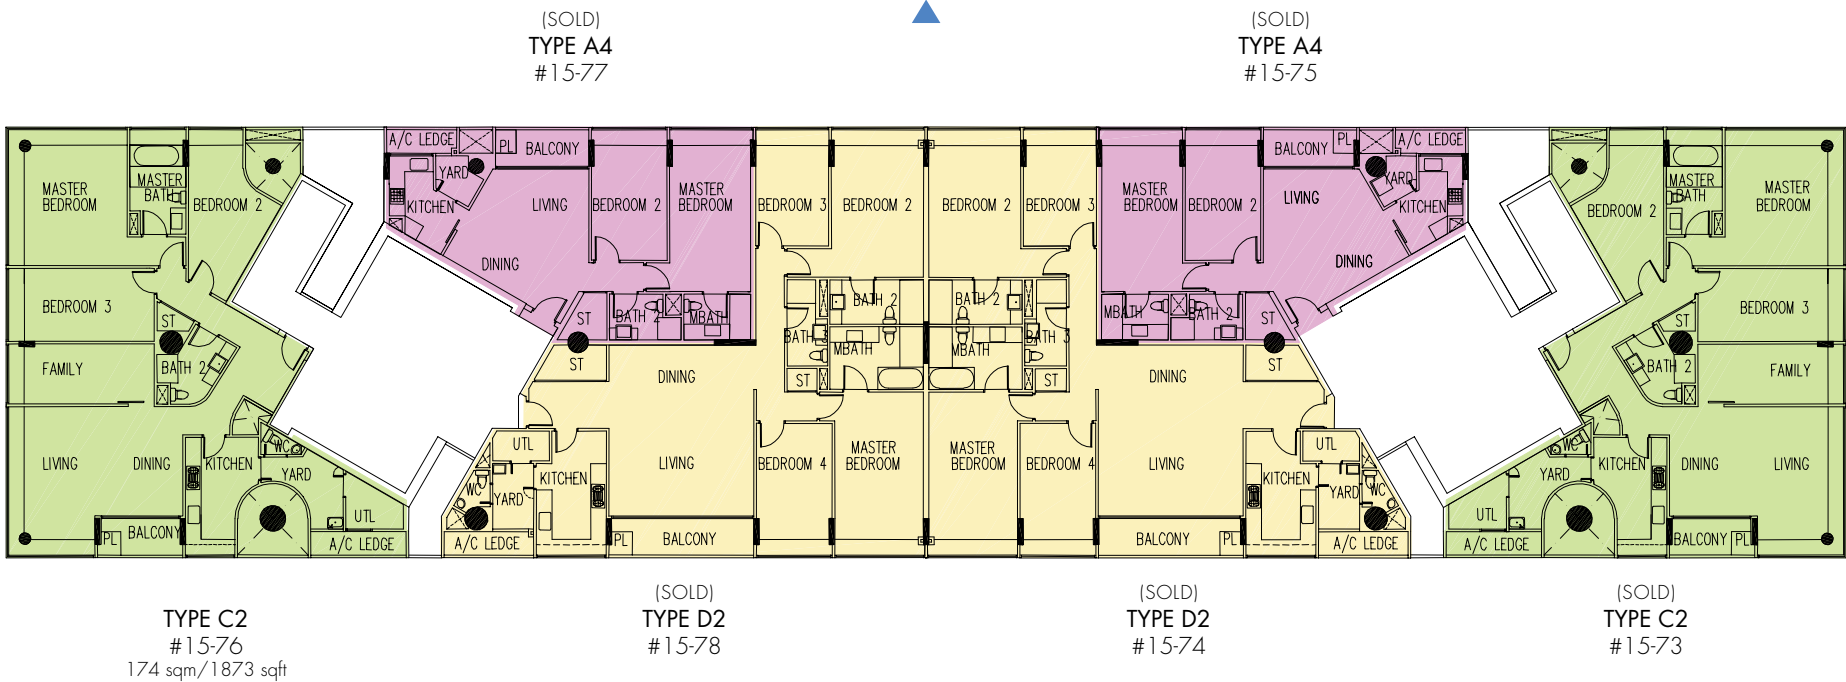 (SOLD)
TYPE A4
#15-77
(SOLD)
TYPE A4
#15-75
MASTER
BEDROOM
MASTER
BATH
BEDROOM 2
BEDROOM 3
ST
FAMILY
BATH 2
LIVING
DINING
KITCHEN
WC
YARD
UTL
PL
BALCONY
A/C LEDGE
A/C LEDGE
PL
BALCONY
YARD
KITCHEN
LIVING
BEDROOM 2
MASTER
BEDROOM
DINING
ST
BATH 2
MBATH
BEDROOM 3
BEDROOM 2
BATH 2
BATH 3
MBATH
ST
ST
DINING
UTL
LIVING
BEDROOM 4
MASTER
BEDROOM
KITCHEN
WC
YARD
A/C LEDGE
PL
BALCONY
BEDROOM 2
BEDROOM 3
BATH 2
BATH 3
MBATH
ST
DINING
ST
MASTER
BEDROOM
BEDROOM 4
LIVING
UTL
KITCHEN
YARD
WC
BALCONY
PL
A/C LEDGE
BALCONY
PL
A/C LEDGE
MASTER
BEDROOM
BEDROOM 2
LIVING
YARD
KITCHEN
DINING
MBATH
BATH 2
ST
BEDROOM 2
MASTER
BATH
MASTER
BEDROOM
BEDROOM 3
ST
BATH 2
FAMILY
WC
YARD
KITCHEN
DINING
LIVING
UTL
A/C LEDGE
BALCONY
PL
TYPE C2
#15-76
174 sqm/1873 sqft
(SOLD)
TYPE D2
#15-78
(SOLD)
TYPE D2
#15-74
(SOLD)
TYPE C2
#15-73